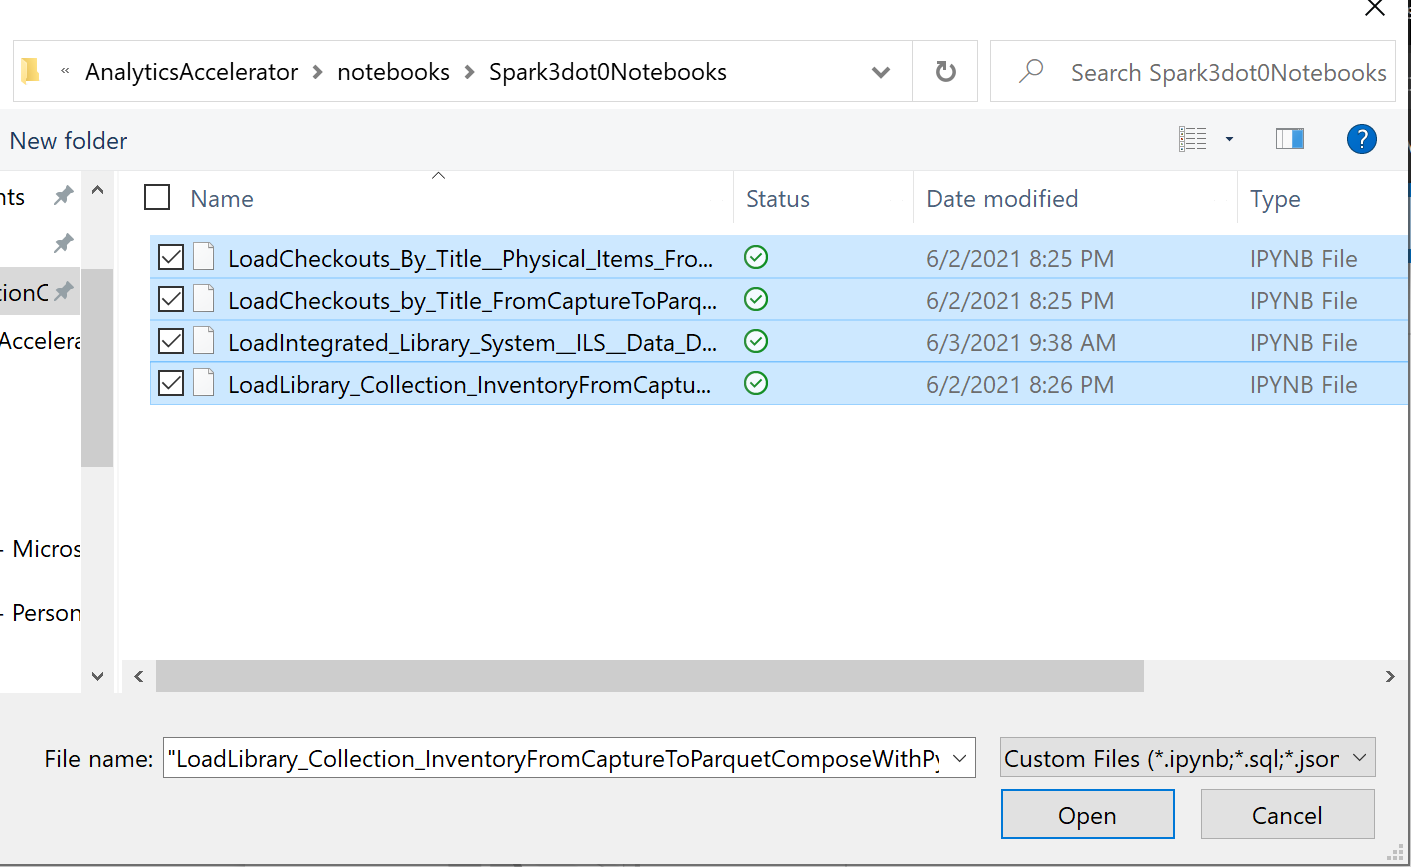 « AnalyticsAccelerator > notebooks > Spark3dot0Notebooks
Search Spark3dot0Notebooks
New folder
?
nts
Name Status Date modified Type
LoadCheckouts_By_Title__Physical_Items_Fro... 6/2/2021 8:25 PM IPYNB File
tionC
LoadCheckouts_by_Title_FromCaptureToParq... 6/2/2021 8:25 PM IPYNB File
Accelera
LoadIntegrated_Library_System__ILS__Data_D... 6/3/2021 9:38 AM IPYNB File
LoadLibrary_Collection_InventoryFromCaptu... 6/2/2021 8:26 PM IPYNB File
- Micros
- Person
File name: "LoadLibrary_Collection_InventoryFromCaptureToParquetComposeWithPy
Custom Files (*.ipynb;*.sql;*.jsor
Open Cancel